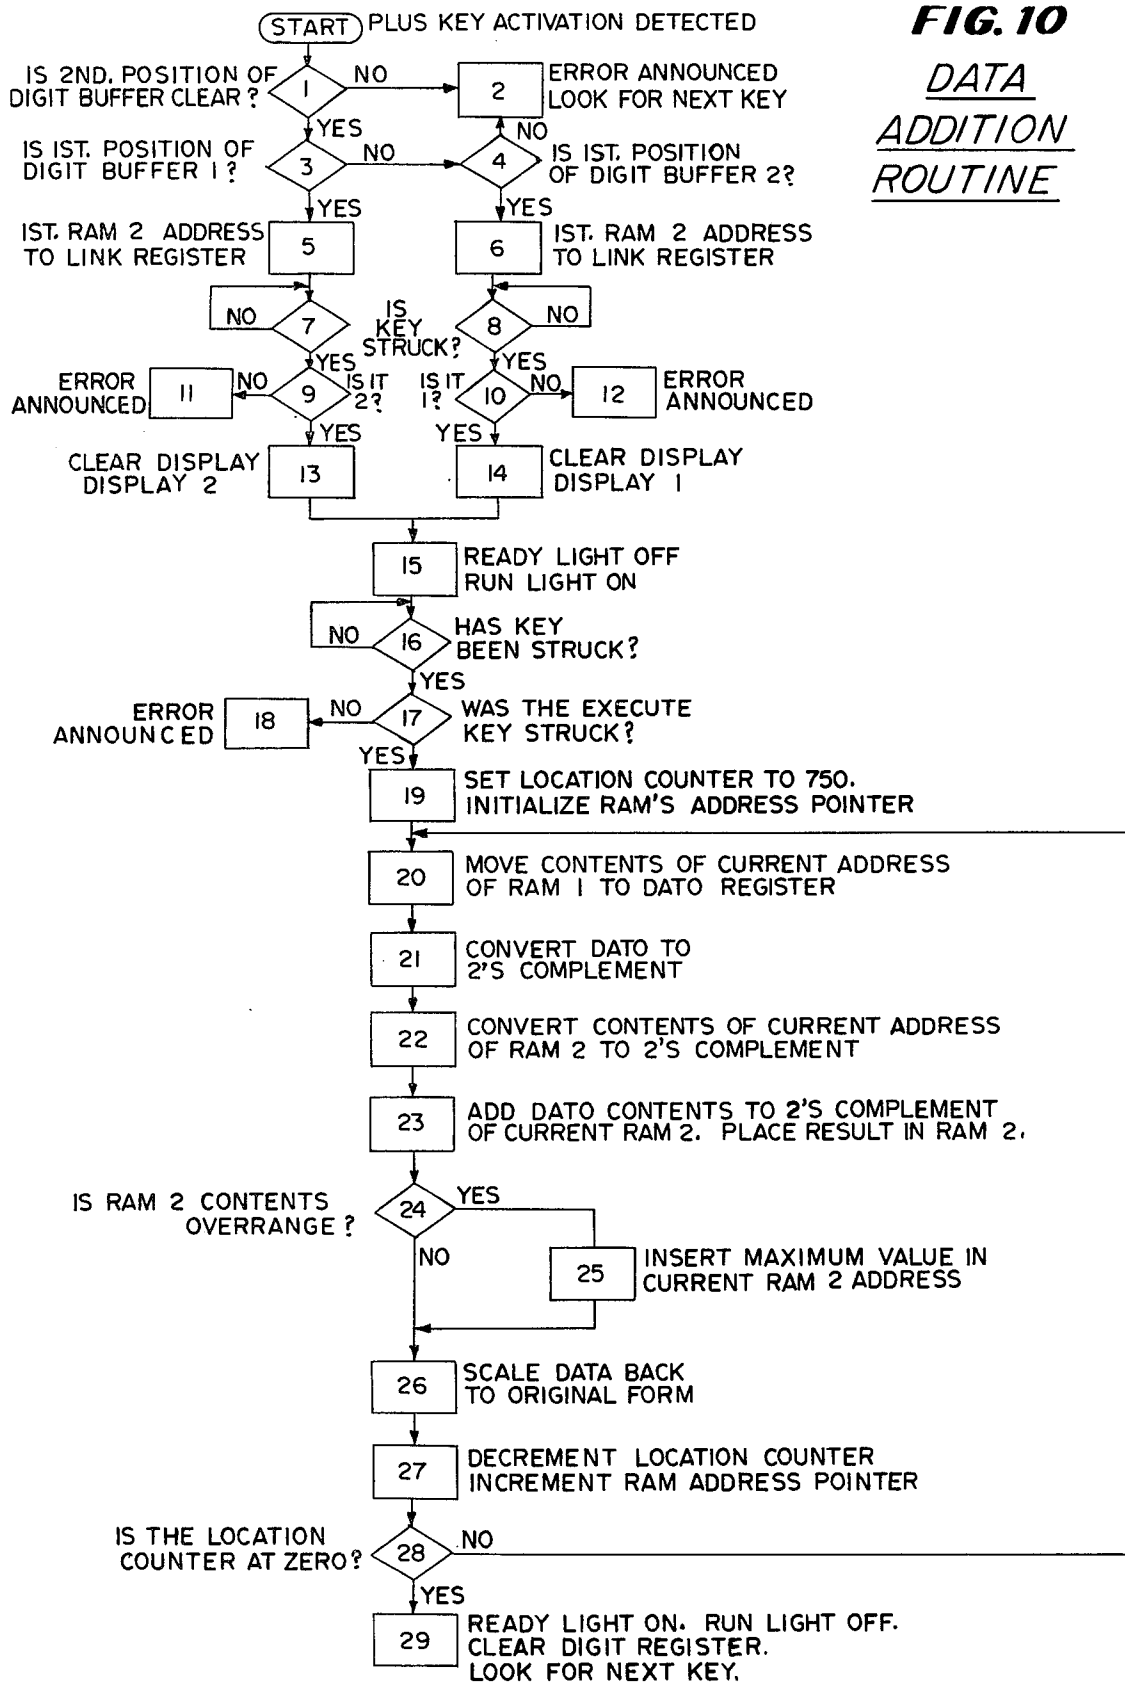 START PLUS KEY ACTIVATION DETECTED
FIG. 10
DATA
ADDITION
ROUTINE
IS 2ND. POSITION OF
DIGIT BUFFER CLEAR?
1
NO
2
ERROR ANNOUNCED
LOOK FOR NEXT KEY
YES
NO
IS 1ST. POSITION OF
DIGIT BUFFER 1?
3
NO
4
IS 1ST. POSITION
OF DIGIT BUFFER 2?
YES
YES
1ST. RAM 2 ADDRESS
TO LINK REGISTER
5
6
1ST. RAM 2 ADDRESS
TO LINK REGISTER
NO
7
IS
KEY
STRUCK?
8
NO
YES
YES
ERROR
ANNOUNCED
11
NO
9
IS IT
2?
IS IT
1?
10
NO
12
ERROR
ANNOUNCED
YES
YES
CLEAR DISPLAY
DISPLAY 2
13
14
CLEAR DISPLAY
DISPLAY 1
15
READY LIGHT OFF
RUN LIGHT ON
NO
16
HAS KEY
BEEN STRUCK?
YES
ERROR
ANNOUNCED
18
NO
17
WAS THE EXECUTE
KEY STRUCK?
YES
19
SET LOCATION COUNTER TO 750.
INITIALIZE RAM'S ADDRESS POINTER
20
MOVE CONTENTS OF CURRENT ADDRESS
OF RAM 1 TO DATO REGISTER
21
CONVERT DATO TO
2'S COMPLEMENT
22
CONVERT CONTENTS OF CURRENT ADDRESS
OF RAM 2 TO 2'S COMPLEMENT
23
ADD DATO CONTENTS TO 2'S COMPLEMENT
OF CURRENT RAM 2. PLACE RESULT IN RAM 2.
IS RAM 2 CONTENTS
OVERRANGE?
24
YES
NO
25
INSERT MAXIMUM VALUE IN
CURRENT RAM 2 ADDRESS
26
SCALE DATA BACK
TO ORIGINAL FORM
27
DECREMENT LOCATION COUNTER
INCREMENT RAM ADDRESS POINTER
IS THE LOCATION
COUNTER AT ZERO?
28
NO
YES
29
READY LIGHT ON. RUN LIGHT OFF.
CLEAR DIGIT REGISTER.
LOOK FOR NEXT KEY.